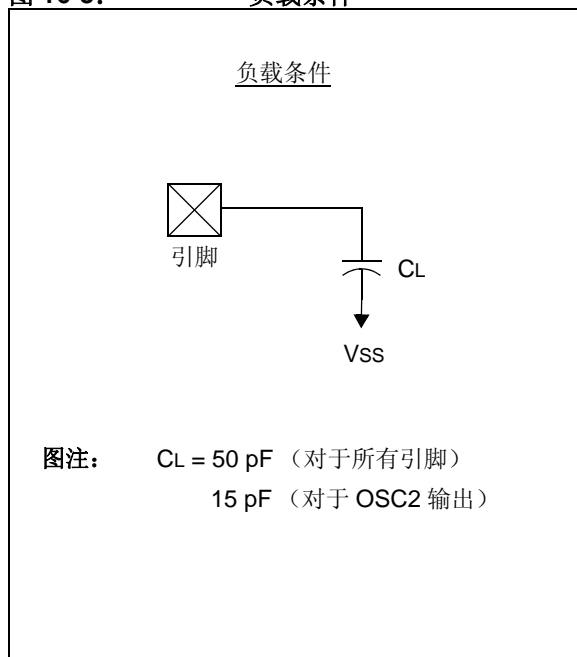 负载条件
引脚
CL
VSS
图注： CL = 50 pF （对于所有引脚）
15 pF （对于 OSC2 输出）